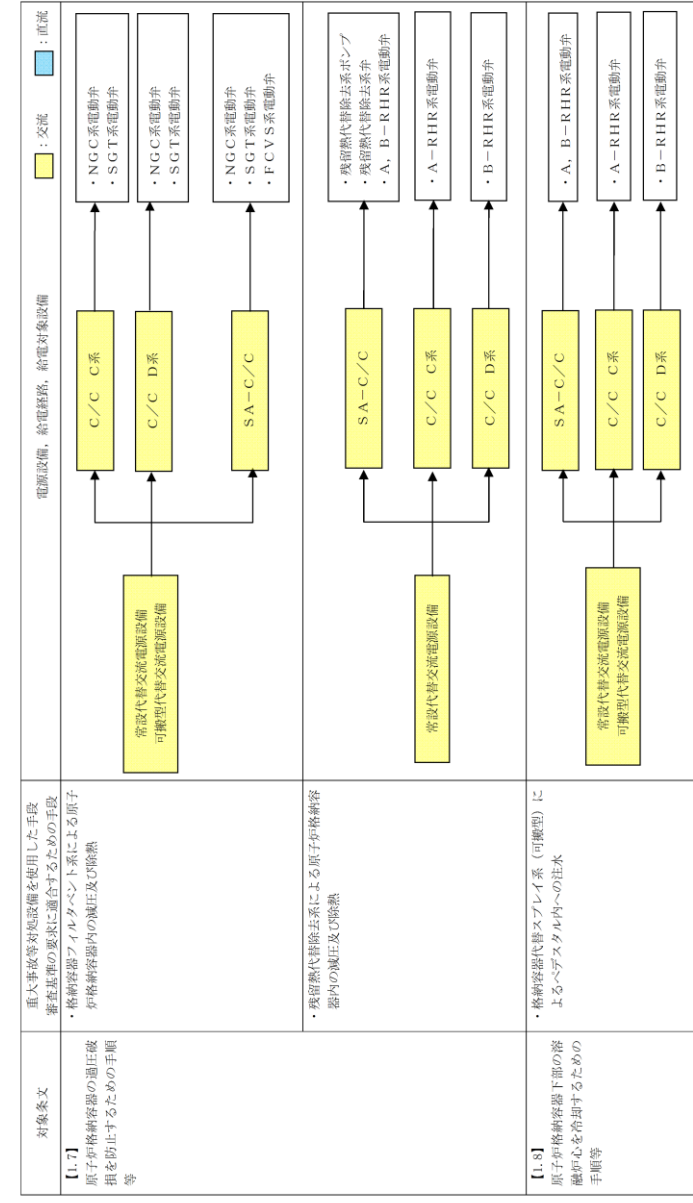 対象条文
重大事故等対処設備を使用した手段
審査基準の要求に適合するための手段
電源設備，給電経路，給電対象設備
：交流
：直流
【1.7】
原子炉格納容器の過圧破
損を防止するための手順
等
・格納容器フィルタベント系による原子
炉格納容器内の減圧及び除熱
常設代替交流電源設備
可搬型代替交流電源設備
Ｃ／Ｃ Ｃ系
・ＮＧＣ系電動弁
・ＳＧＴ系電動弁
Ｃ／Ｃ Ｄ系
・ＮＧＣ系電動弁
・ＳＧＴ系電動弁
ＳＡ－Ｃ／Ｃ
・ＮＧＣ系電動弁
・ＳＧＴ系電動弁
・ＦＣＶＳ系電動弁
・残留熱代替除去系による原子炉格納容
器内の減圧及び除熱
常設代替交流電源設備
ＳＡ－Ｃ／Ｃ
・残留熱代替除去系ポンプ
・残留熱代替除去系弁
・Ａ，Ｂ－ＲＨＲ系電動弁
Ｃ／Ｃ Ｃ系
・Ａ－ＲＨＲ系電動弁
Ｃ／Ｃ Ｄ系
・Ｂ－ＲＨＲ系電動弁
【1.8】
原子炉格納容器下部の溶
融炉心を冷却するための
手順等
・格納容器代替スプレイ系（可搬型）に
よるペデスタル内への注水
常設代替交流電源設備
可搬型代替交流電源設備
ＳＡ－Ｃ／Ｃ
・Ａ，Ｂ－ＲＨＲ系電動弁
Ｃ／Ｃ Ｃ系
・Ａ－ＲＨＲ系電動弁
Ｃ／Ｃ Ｄ系
・Ｂ－ＲＨＲ系電動弁